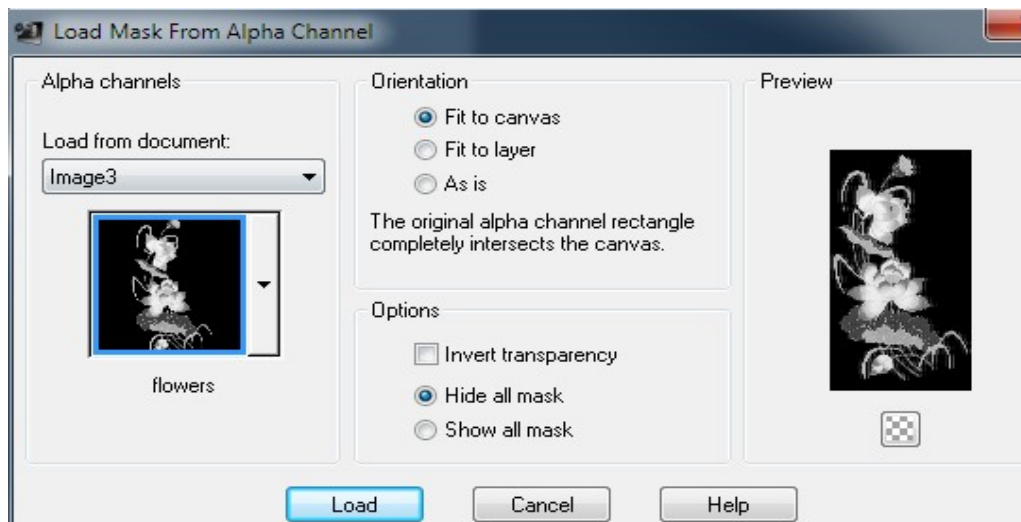 Load Mask From Alpha Channel
Alpha channels
Load from document:
Image3
flowers
Orientation
Fit to canvas
Fit to layer
As is
The original alpha channel rectangle
completely intersects the canvas.
Options
Invert transparency
Hide all mask
Show all mask
Preview
Load
Cancel
Help